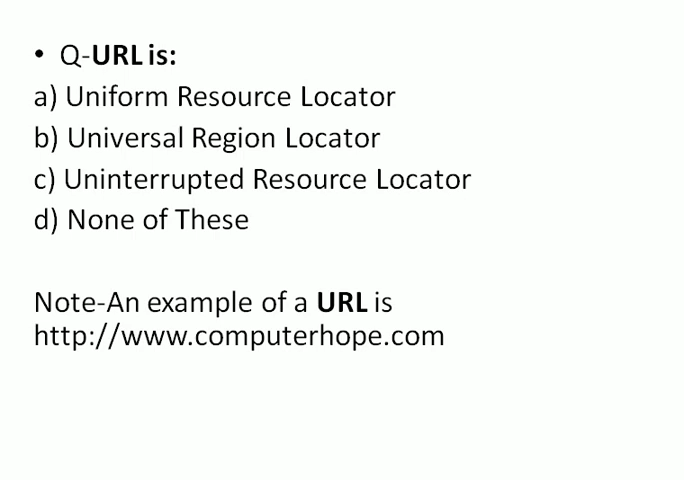 • Q-URL is:
a) Uniform Resource Locator
b) Universal Region Locator
c) Uninterrupted Resource Locator
d) None of These
Note-An example of a URL is
http://www.computerhope.com